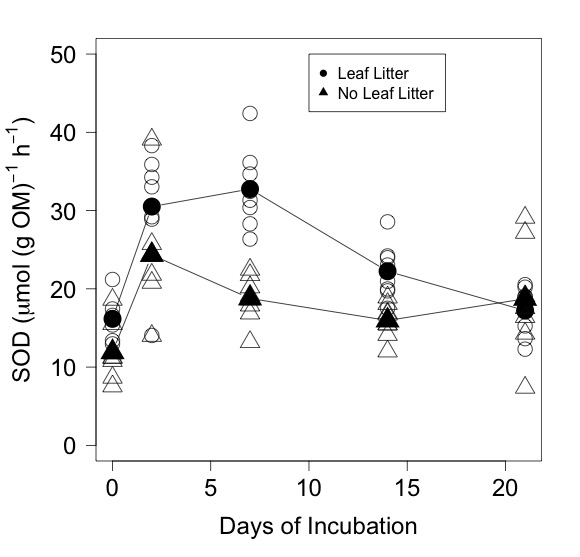 50
40
30
20
10
0
SOD (μmol (g OM)⁻¹ h⁻¹)
Leaf Litter
No Leaf Litter
0 5 10 15 20
Days of Incubation